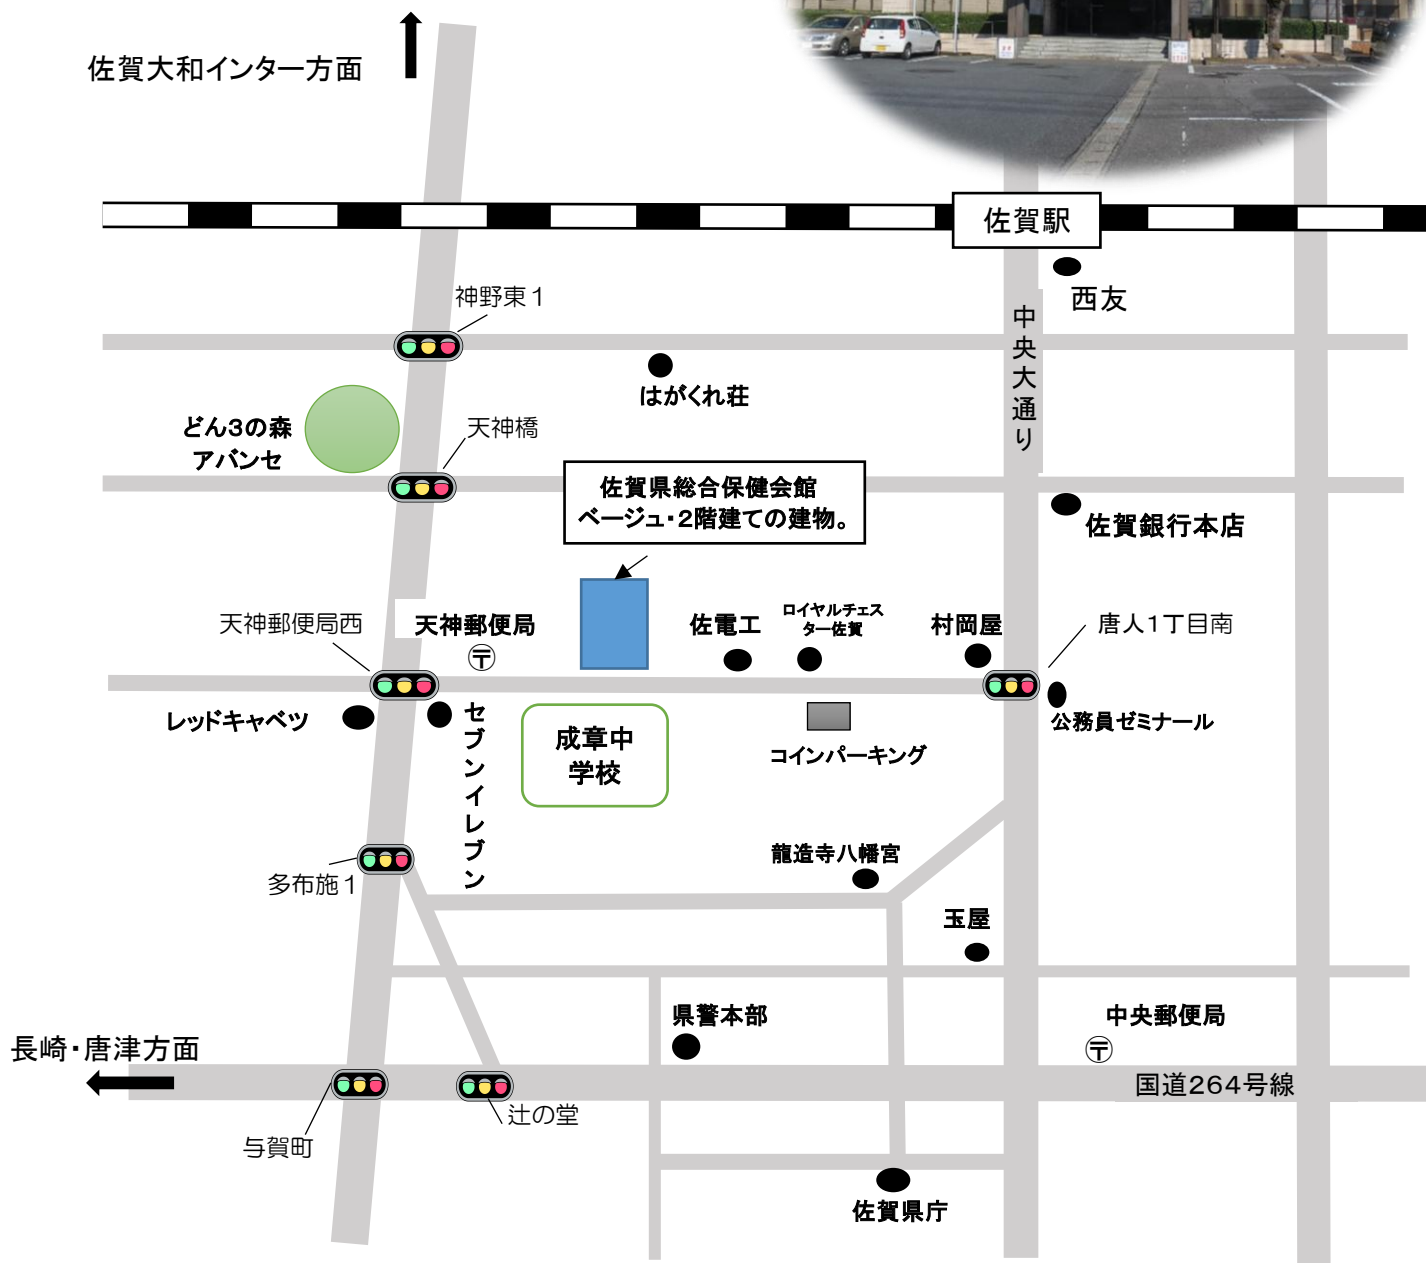 佐賀大和インター方面
佐賀駅
西友
神野東１
中央大通り
はがくれ荘
どん3の森
アバンセ
天神橋
佐賀県総合保健会館
ベージュ・2階建ての建物。
佐賀銀行本店
天神郵便局西
天神郵便局
〒
佐電工
ロイヤルチェス
ター佐賀
村岡屋
唐人1丁目南
レッドキャベツ
セブンイレブン
成章中
学校
コインパーキング
公務員ゼミナール
多布施１
龍造寺八幡宮
玉屋
県警本部
中央郵便局
〒
長崎・唐津方面
国道264号線
辻の堂
与賀町
佐賀県庁